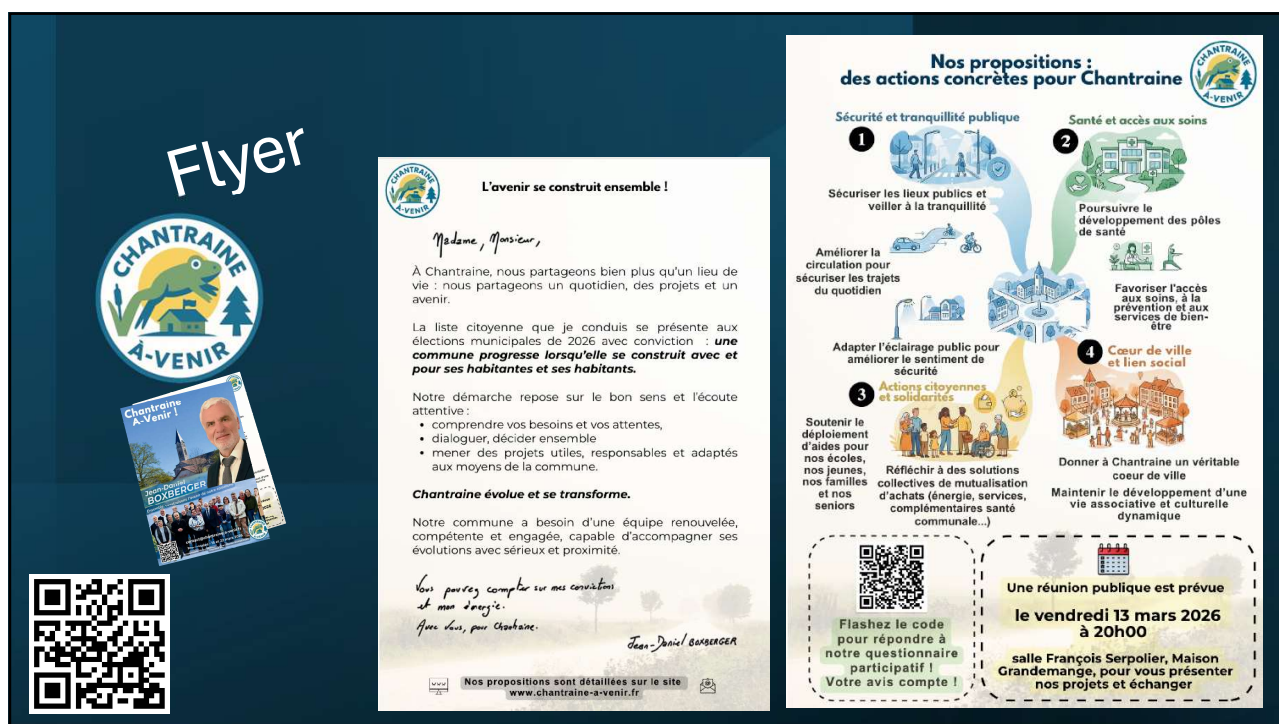 Flyer
CHANTRAINE
À-VENIR
Chantraine
A-Venir !
Jean-Daniel
BOXBERGER
CHANTRAINE
À-VENIR
L'avenir se construit ensemble !
Madame, Monsieur,
À Chantraine, nous partageons bien plus qu'un lieu de
vie : nous partageons un quotidien, des projets et un
avenir.
La liste citoyenne que je conduis se présente aux
élections municipales de 2026 avec conviction : une
commune progresse lorsqu'elle se construit avec et
pour ses habitantes et ses habitants.
Notre démarche repose sur le bon sens et l'écoute
attentive :
• comprendre vos besoins et vos attentes,
• dialoguer, décider ensemble
• mener des projets utiles, responsables et adaptés
aux moyens de la commune.
Chantraine évolue et se transforme.
Notre commune a besoin d'une équipe renouvelée,
compétente et engagée, capable d'accompagner ses
évolutions avec sérieux et proximité.
Vous pouvez compter sur mes convictions
et mon énergie.
Avec Vous, pour Chantraine.
Jean-Daniel BOXBERGER
Nos propositions sont détaillées sur le site
www.chantraine-a-venir.fr
Nos propositions :
des actions concrètes pour Chantraine
CHANTRAINE
À-VENIR
Sécurité et tranquillité publique
1
Sécuriser les lieux publics et
veiller à la tranquillité
Améliorer la
circulation pour
sécuriser les trajets
du quotidien
Adapter l'éclairage public pour
améliorer le sentiment de
sécurité
Santé et accès aux soins
2
Poursuivre le
développement des pôles
de santé
Favoriser l'accès
aux soins, à la
prévention et aux
services de bien-
être
3
Actions citoyennes
et solidarités
Soutenir le
déploiement
d'aides pour
nos écoles,
nos jeunes,
nos familles
et nos
seniors
Réfléchir à des solutions
collectives de mutualisation
d'achats (énergie, services,
complémentaires santé
communale...)
4
Cœur de ville
et lien social
Donner à Chantraine un véritable
coeur de ville
Maintenir le développement d'une
vie associative et culturelle
dynamique
Flashez le code
pour répondre à
notre questionnaire
participatif !
Votre avis compte !
Une réunion publique est prévue
le vendredi 13 mars 2026
à 20h00
salle François Serpolier, Maison
Grandemange, pour vous présenter
nos projets et échanger